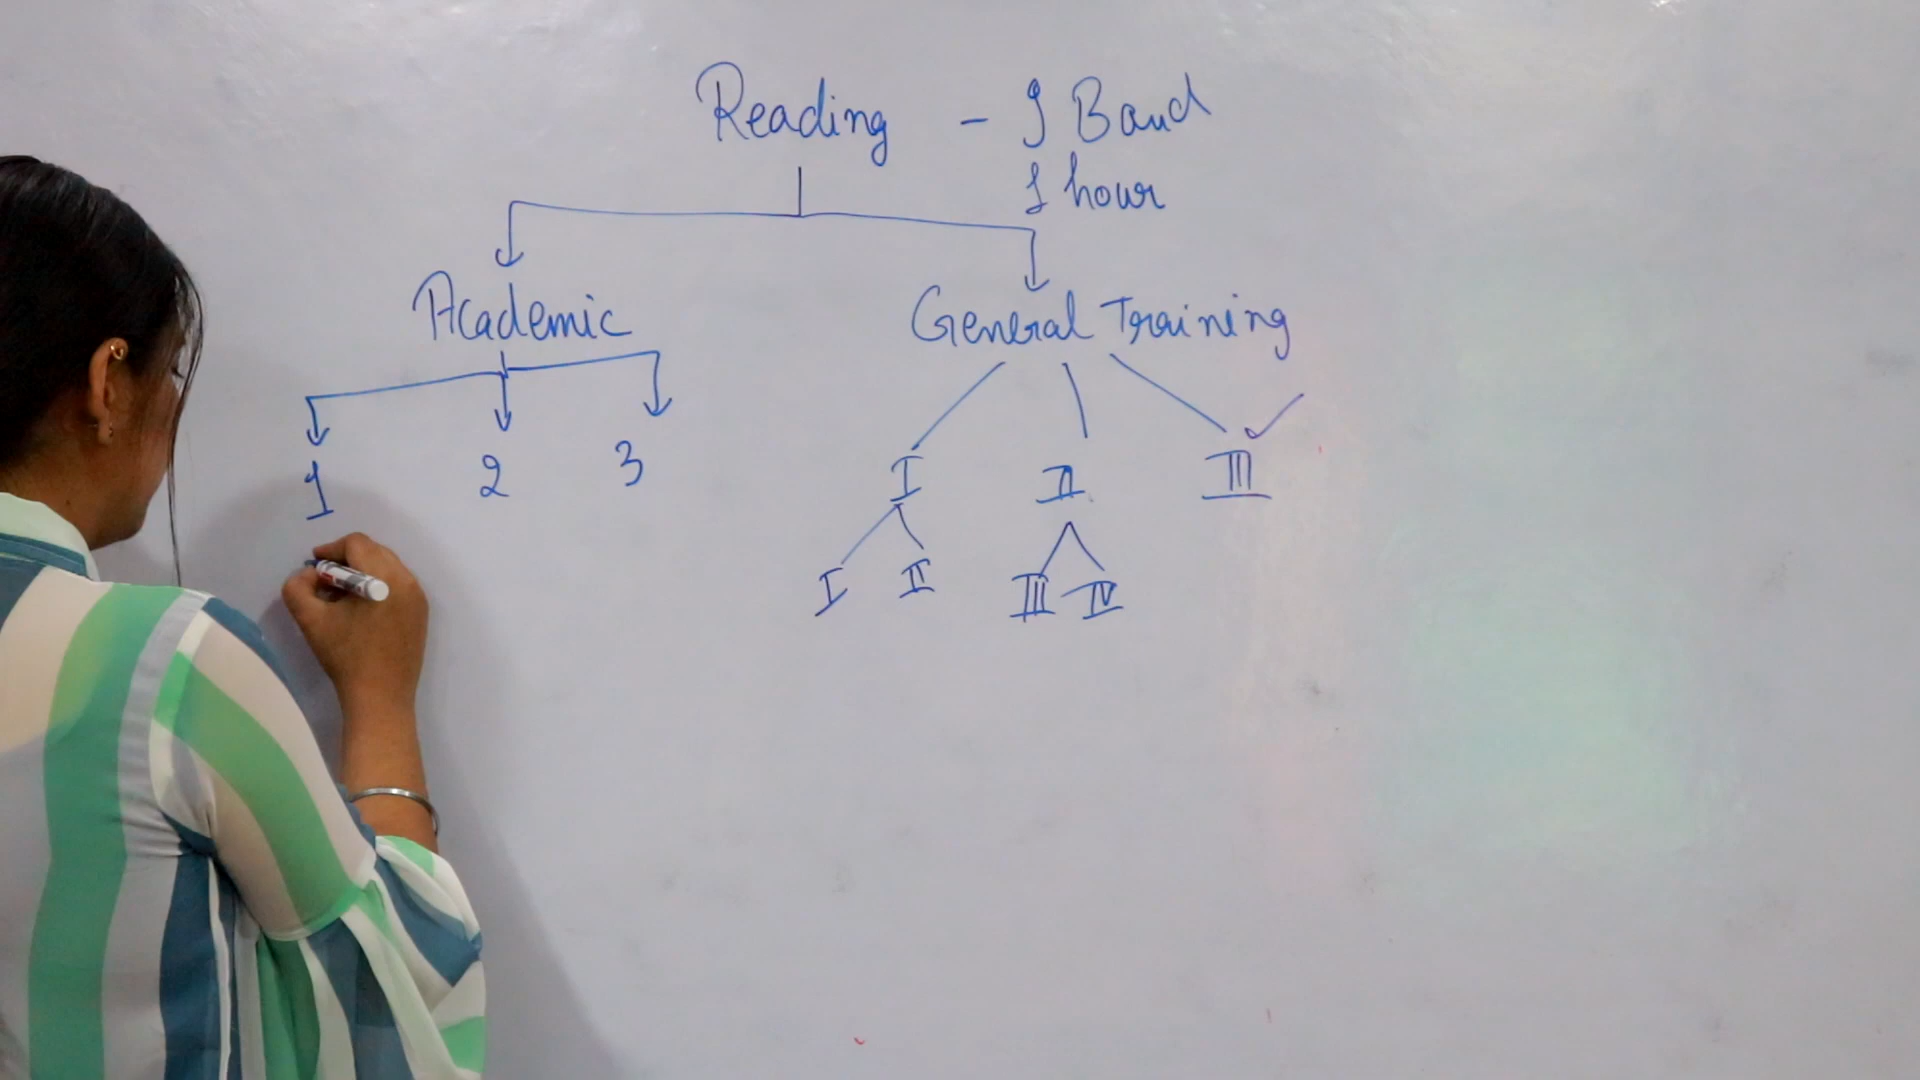 Reading - 9 Band
1 hour
Academic General Training
1 2 3 I II III
I II III IV